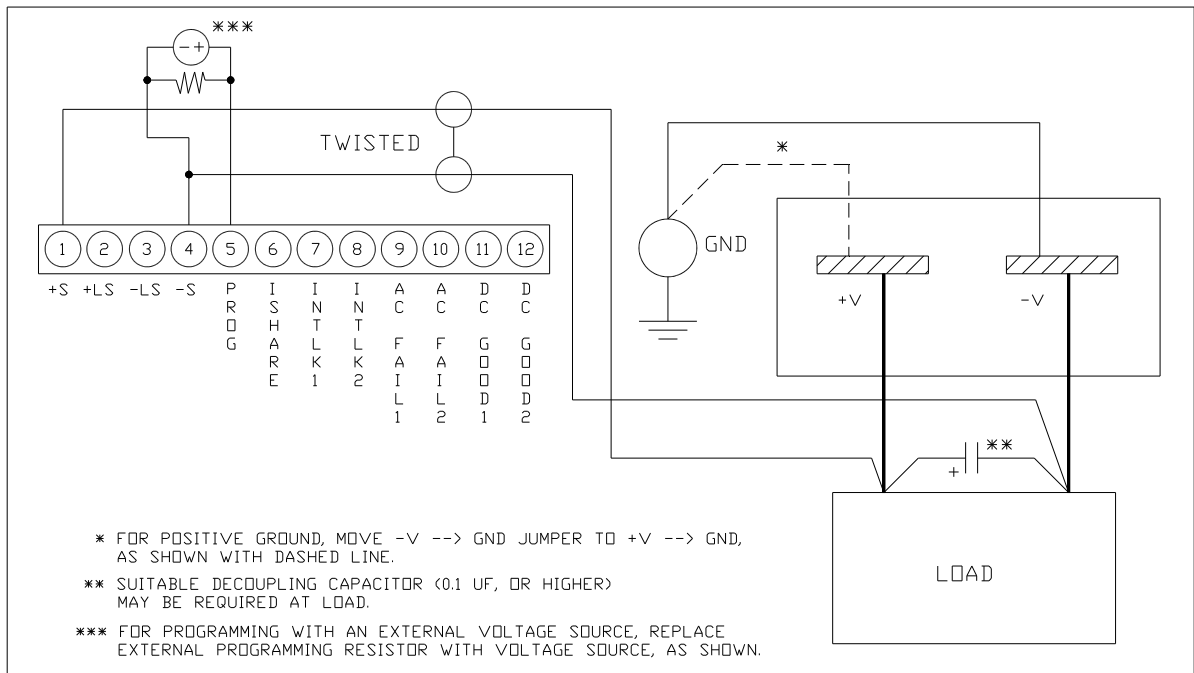 - + ***
TWISTED
*
GND
1 2 3 4 5 6 7 8 9 10 11 12
+S +LS -LS -S PROG ISHARE INTLK1 INTLK2 AC FAIL1 AC FAIL2 DC GOOD1 DC GOOD2
+V -V
+ **
* FOR POSITIVE GROUND, MOVE -V --> GND JUMPER TO +V --> GND,
AS SHOWN WITH DASHED LINE.
** SUITABLE DECOUPLING CAPACITOR (0.1 UF, OR HIGHER)
MAY BE REQUIRED AT LOAD.
*** FOR PROGRAMMING WITH AN EXTERNAL VOLTAGE SOURCE, REPLACE
EXTERNAL PROGRAMMING RESISTOR WITH VOLTAGE SOURCE, AS SHOWN.
LOAD